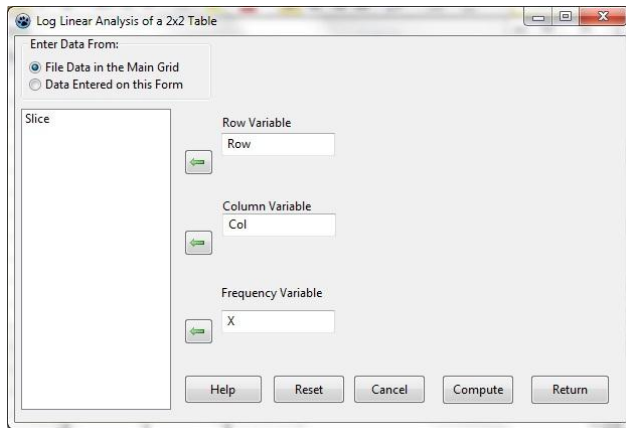 Log Linear Analysis of a 2x2 Table
Enter Data From:
File Data in the Main Grid
Data Entered on this Form
Slice
Row Variable
Row
Column Variable
Col
Frequency Variable
X
Help Reset Cancel Compute Return